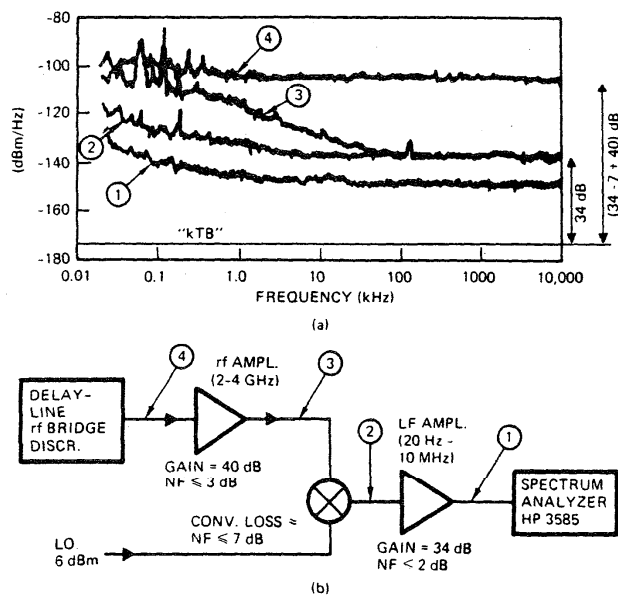 -80
-100
-120
-140
-160
-180
(dBm/Hz)
4
3
2
1
"kTB"
34 dB
(34 -7 + 40) dB
0.01 0.1 1.0 10 100 1000 10,000
FREQUENCY (kHz)
(a)
4
rf AMPL.
(2-4 GHz)
3
DELAY-
LINE
rf BRIDGE
DISCR.
GAIN = 40 dB
NF ≤ 3 dB
2
LF AMPL.
(20 Hz -
10 MHz)
1
SPECTRUM
ANALYZER
HP 3585
CONV. LOSS =
NF ≤ 7 dB
GAIN = 34 dB
NF < 2 dB
LO.
6 dBm
(b)